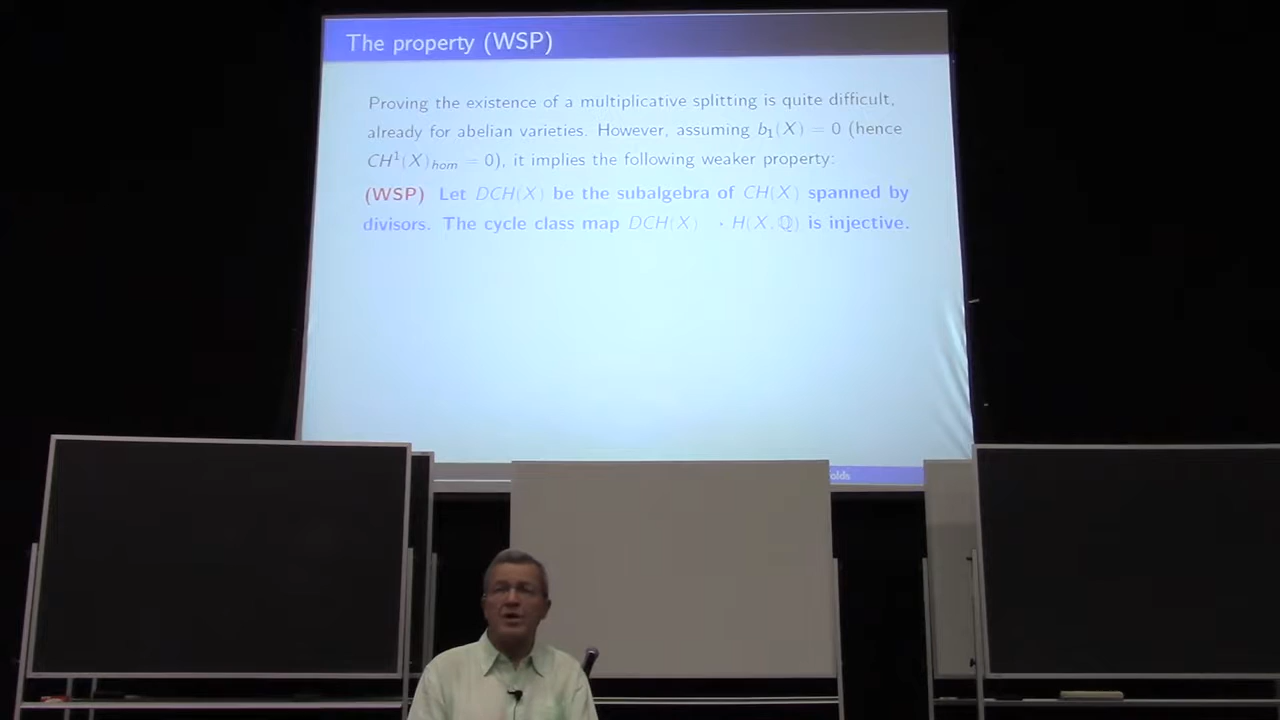 The property (WSP)
Proving the existence of a multiplicative splitting is quite difficult,
already for abelian varieties. However, assuming b₁(X) = 0 (hence
CH¹(X)ₕₒₘ = 0), it implies the following weaker property:
(WSP) Let DCH(X) be the subalgebra of CH(X) spanned by
divisors. The cycle class map DCH(X) → H(X, ℚ) is injective.
olds